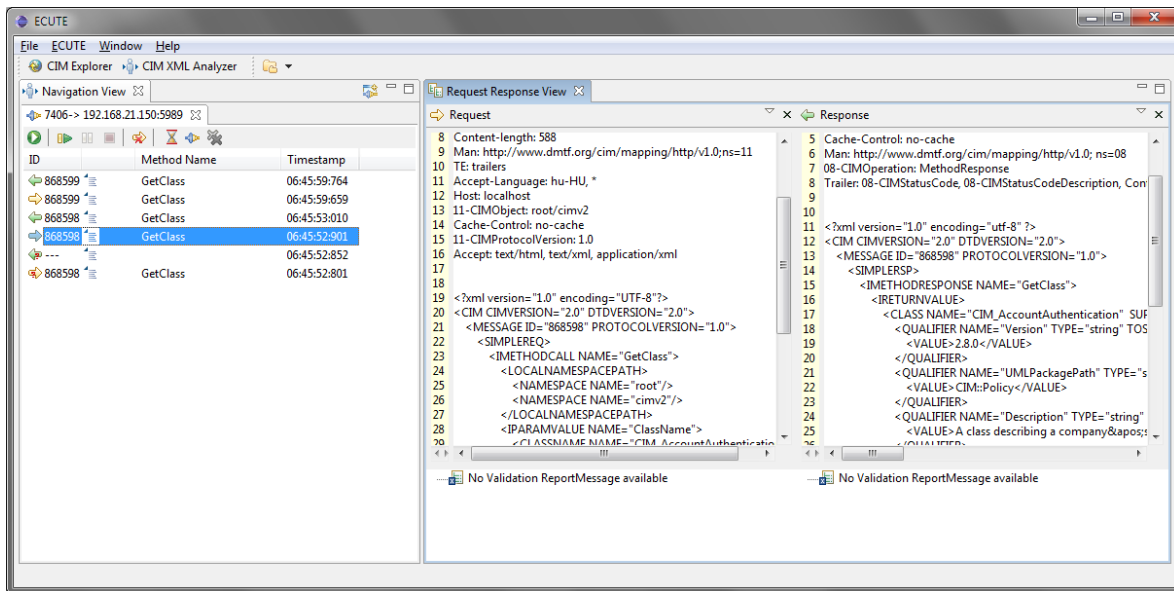 ECUTE
File ECUTE Window Help
CIM Explorer CIM XML Analyzer
Navigation View
7406-> 192.168.21.150:5989
ID Method Name Timestamp
868599 GetClass 06:45:59:764
868599 GetClass 06:45:59:659
868598 GetClass 06:45:53:010
868598 GetClass 06:45:52:901
--- 06:45:52:852
868598 GetClass 06:45:52:801
Request Response View
Request
8 Content-length: 588
9 Man: http://www.dmtf.org/cim/mapping/http/v1.0;ns=11
10 TE: trailers
11 Accept-Language: hu-HU, *
12 Host: localhost
13 11-CIMObject: root/cimv2
14 Cache-Control: no-cache
15 11-CIMProtocolVersion: 1.0
16 Accept: text/html, text/xml, application/xml
17
18
19 <?xml version="1.0" encoding="UTF-8"?>
20 <CIM CIMVERSION="2.0" DTDVERSION="2.0">
21 <MESSAGE ID="868598" PROTOCOLVERSION="1.0">
22 <SIMPLEREQ>
23 <IMETHODCALL NAME="GetClass">
24 <LOCALNAMESPACEPATH>
25 <NAMESPACE NAME="root"/>
26 <NAMESPACE NAME="cimv2"/>
27 </LOCALNAMESPACEPATH>
28 <IPARAMVALUE NAME="ClassName">
29 <CLASSNAME NAME="CIM_AccountAuthenticatio
No Validation ReportMessage available
Response
5 Cache-Control: no-cache
6 Man: http://www.dmtf.org/cim/mapping/http/v1.0; ns=08
7 08-CIMOperation: MethodResponse
8 Trailer: 08-CIMStatusCode, 08-CIMStatusCodeDescription, Con
9
10
11 <?xml version="1.0" encoding="utf-8" ?>
12 <CIM CIMVERSION="2.0" DTDVERSION="2.0">
13 <MESSAGE ID="868598" PROTOCOLVERSION="1.0">
14 <SIMPLERSP>
15 <IMETHODRESPONSE NAME="GetClass">
16 <IRETURNVALUE>
17 <CLASS NAME="CIM_AccountAuthentication" SUP
18 <QUALIFIER NAME="Version" TYPE="string" TOS
19 <VALUE>2.8.0</VALUE>
20 </QUALIFIER>
21 <QUALIFIER NAME="UMLPackagePath" TYPE="s
22 <VALUE>CIM::Policy</VALUE>
23 </QUALIFIER>
24 <QUALIFIER NAME="Description" TYPE="string"
25 <VALUE>A class describing a company&apos;s
26 </QUALIFIER>
No Validation ReportMessage available